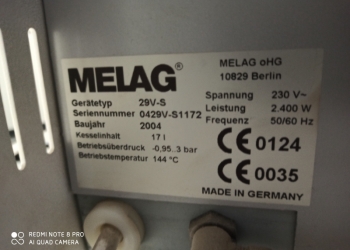 MELAG®
MELAG oHG
10829 Berlin
Gerätetyp 29V-S
Seriennummer 0429V-S1172
Baujahr 2004
Kesselinhalt 17 l
Betriebsüberdruck -0,95..3 bar
Betriebstemperatur 144 °C
Spannung 230 V~
Leistung 2.400 W
Frequenz 50/60 Hz
CE 0124
CE 0035
MADE IN GERMANY
REDMI NOTE 8 PRO
AI QUAD CAMERA